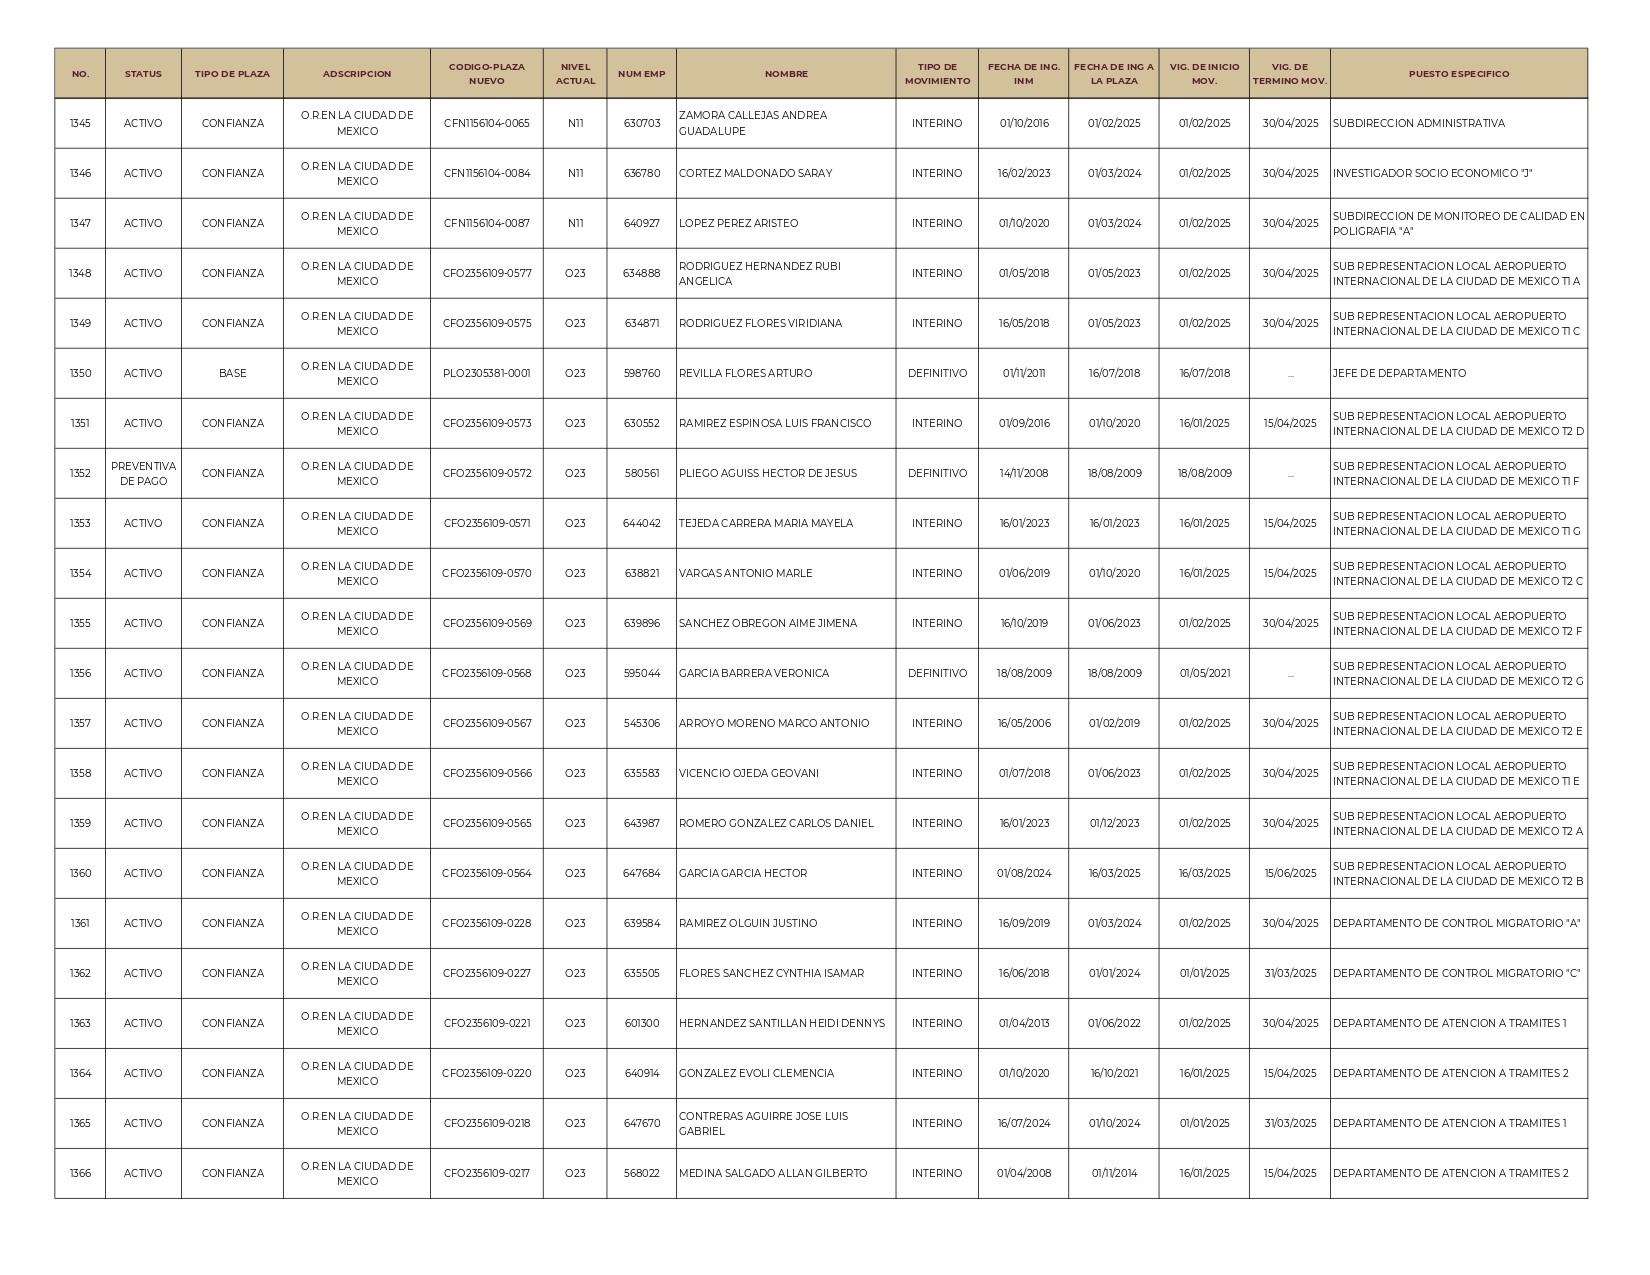 NO. STATUS TIPO DE PLAZA ADSCRIPCION CODIGO-PLAZA NUEVO NIVEL ACTUAL NUM EMP NOMBRE TIPO DE MOVIMIENTO FECHA DE ING. INM FECHA DE ING A LA PLAZA VIG. DE INICIO MOV. VIG. DE TERMINO MOV. PUESTO ESPECIFICO
1345 ACTIVO CONFIANZA O.R.EN LA CIUDAD DE MEXICO CFN1156104-0065 N11 630703 ZAMORA CALLEJAS ANDREA GUADALUPE INTERINO 01/10/2016 01/02/2025 01/02/2025 30/04/2025 SUBDIRECCION ADMINISTRATIVA
1346 ACTIVO CONFIANZA O.R.EN LA CIUDAD DE MEXICO CFN1156104-0084 N11 636780 CORTEZ MALDONADO SARAY INTERINO 16/02/2023 01/03/2024 01/02/2025 30/04/2025 INVESTIGADOR SOCIO ECONOMICO "J"
1347 ACTIVO CONFIANZA O.R.EN LA CIUDAD DE MEXICO CFN1156104-0087 N11 640927 LOPEZ PEREZ ARISTEO INTERINO 01/10/2020 01/03/2024 01/02/2025 30/04/2025 SUBDIRECCION DE MONITOREO DE CALIDAD EN POLIGRAFIA "A"
1348 ACTIVO CONFIANZA O.R.EN LA CIUDAD DE MEXICO CFO2356109-0577 O23 634888 RODRIGUEZ HERNANDEZ RUBI ANGELICA INTERINO 01/05/2018 01/05/2023 01/02/2025 30/04/2025 SUB REPRESENTACION LOCAL AEROPUERTO INTERNACIONAL DE LA CIUDAD DE MEXICO T1 A
1349 ACTIVO CONFIANZA O.R.EN LA CIUDAD DE MEXICO CFO2356109-0575 O23 634871 RODRIGUEZ FLORES VIRIDIANA INTERINO 16/05/2018 01/05/2023 01/02/2025 30/04/2025 SUB REPRESENTACION LOCAL AEROPUERTO INTERNACIONAL DE LA CIUDAD DE MEXICO T1 C
1350 ACTIVO BASE O.R.EN LA CIUDAD DE MEXICO PLO2305381-0001 O23 598760 REVILLA FLORES ARTURO DEFINITIVO 01/11/2011 16/07/2018 16/07/2018 ... JEFE DE DEPARTAMENTO
1351 ACTIVO CONFIANZA O.R.EN LA CIUDAD DE MEXICO CFO2356109-0573 O23 630552 RAMIREZ ESPINOSA LUIS FRANCISCO INTERINO 01/09/2016 01/10/2020 16/01/2025 15/04/2025 SUB REPRESENTACION LOCAL AEROPUERTO INTERNACIONAL DE LA CIUDAD DE MEXICO T2 D
1352 PREVENTIVA DE PAGO CONFIANZA O.R.EN LA CIUDAD DE MEXICO CFO2356109-0572 O23 580561 PLIEGO AGUISS HECTOR DE JESUS DEFINITIVO 14/11/2008 18/08/2009 18/08/2009 ... SUB REPRESENTACION LOCAL AEROPUERTO INTERNACIONAL DE LA CIUDAD DE MEXICO T1 F
1353 ACTIVO CONFIANZA O.R.EN LA CIUDAD DE MEXICO CFO2356109-0571 O23 644042 TEJEDA CARRERA MARIA MAYELA INTERINO 16/01/2023 16/01/2023 16/01/2025 15/04/2025 SUB REPRESENTACION LOCAL AEROPUERTO INTERNACIONAL DE LA CIUDAD DE MEXICO T1 G
1354 ACTIVO CONFIANZA O.R.EN LA CIUDAD DE MEXICO CFO2356109-0570 O23 638821 VARGAS ANTONIO MARLE INTERINO 01/06/2019 01/10/2020 16/01/2025 15/04/2025 SUB REPRESENTACION LOCAL AEROPUERTO INTERNACIONAL DE LA CIUDAD DE MEXICO T2 C
1355 ACTIVO CONFIANZA O.R.EN LA CIUDAD DE MEXICO CFO2356109-0569 O23 639896 SANCHEZ OBREGON AIME JIMENA INTERINO 16/10/2019 01/06/2023 01/02/2025 30/04/2025 SUB REPRESENTACION LOCAL AEROPUERTO INTERNACIONAL DE LA CIUDAD DE MEXICO T2 F
1356 ACTIVO CONFIANZA O.R.EN LA CIUDAD DE MEXICO CFO2356109-0568 O23 595044 GARCIA BARRERA VERONICA DEFINITIVO 18/08/2009 18/08/2009 01/05/2021 ... SUB REPRESENTACION LOCAL AEROPUERTO INTERNACIONAL DE LA CIUDAD DE MEXICO T2 G
1357 ACTIVO CONFIANZA O.R.EN LA CIUDAD DE MEXICO CFO2356109-0567 O23 545306 ARROYO MORENO MARCO ANTONIO INTERINO 16/05/2006 01/02/2019 01/02/2025 30/04/2025 SUB REPRESENTACION LOCAL AEROPUERTO INTERNACIONAL DE LA CIUDAD DE MEXICO T2 E
1358 ACTIVO CONFIANZA O.R.EN LA CIUDAD DE MEXICO CFO2356109-0566 O23 635583 VICENCIO OJEDA GEOVANI INTERINO 01/07/2018 01/06/2023 01/02/2025 30/04/2025 SUB REPRESENTACION LOCAL AEROPUERTO INTERNACIONAL DE LA CIUDAD DE MEXICO T1 E
1359 ACTIVO CONFIANZA O.R.EN LA CIUDAD DE MEXICO CFO2356109-0565 O23 643987 ROMERO GONZALEZ CARLOS DANIEL INTERINO 16/01/2023 01/12/2023 01/02/2025 30/04/2025 SUB REPRESENTACION LOCAL AEROPUERTO INTERNACIONAL DE LA CIUDAD DE MEXICO T2 A
1360 ACTIVO CONFIANZA O.R.EN LA CIUDAD DE MEXICO CFO2356109-0564 O23 647684 GARCIA GARCIA HECTOR INTERINO 01/08/2024 16/03/2025 16/03/2025 15/06/2025 SUB REPRESENTACION LOCAL AEROPUERTO INTERNACIONAL DE LA CIUDAD DE MEXICO T2 B
1361 ACTIVO CONFIANZA O.R.EN LA CIUDAD DE MEXICO CFO2356109-0228 O23 639584 RAMIREZ OLGUIN JUSTINO INTERINO 16/09/2019 01/03/2024 01/02/2025 30/04/2025 DEPARTAMENTO DE CONTROL MIGRATORIO "A"
1362 ACTIVO CONFIANZA O.R.EN LA CIUDAD DE MEXICO CFO2356109-0227 O23 635505 FLORES SANCHEZ CYNTHIA ISAMAR INTERINO 16/06/2018 01/01/2024 01/01/2025 31/03/2025 DEPARTAMENTO DE CONTROL MIGRATORIO "C"
1363 ACTIVO CONFIANZA O.R.EN LA CIUDAD DE MEXICO CFO2356109-0221 O23 601300 HERNANDEZ SANTILLAN HEIDI DENNYS INTERINO 01/04/2013 01/06/2022 01/02/2025 30/04/2025 DEPARTAMENTO DE ATENCION A TRAMITES 1
1364 ACTIVO CONFIANZA O.R.EN LA CIUDAD DE MEXICO CFO2356109-0220 O23 640914 GONZALEZ EVOLI CLEMENCIA INTERINO 01/10/2020 16/10/2021 16/01/2025 15/04/2025 DEPARTAMENTO DE ATENCION A TRAMITES 2
1365 ACTIVO CONFIANZA O.R.EN LA CIUDAD DE MEXICO CFO2356109-0218 O23 647670 CONTRERAS AGUIRRE JOSE LUIS GABRIEL INTERINO 16/07/2024 01/10/2024 01/01/2025 31/03/2025 DEPARTAMENTO DE ATENCION A TRAMITES 1
1366 ACTIVO CONFIANZA O.R.EN LA CIUDAD DE MEXICO CFO2356109-0217 O23 568022 MEDINA SALGADO ALLAN GILBERTO INTERINO 01/04/2008 01/11/2014 16/01/2025 15/04/2025 DEPARTAMENTO DE ATENCION A TRAMITES 2